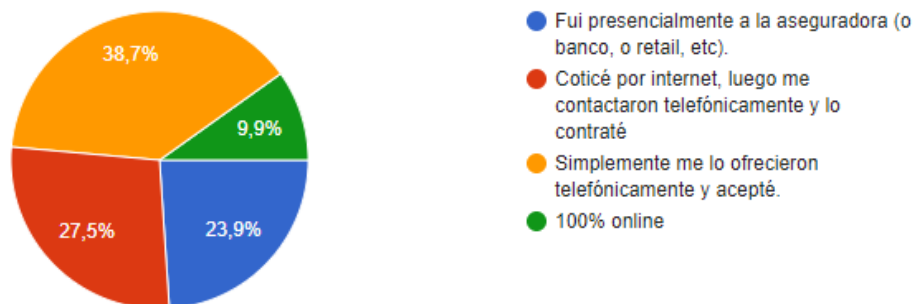 38,7%
9,9%
27,5%
23,9%
Fui presencialmente a la aseguradora (o
banco, o retail, etc).
Coticé por internet, luego me
contactaron telefónicamente y lo
contraté
Simplemente me lo ofrecieron
telefónicamente y acepté.
100% online